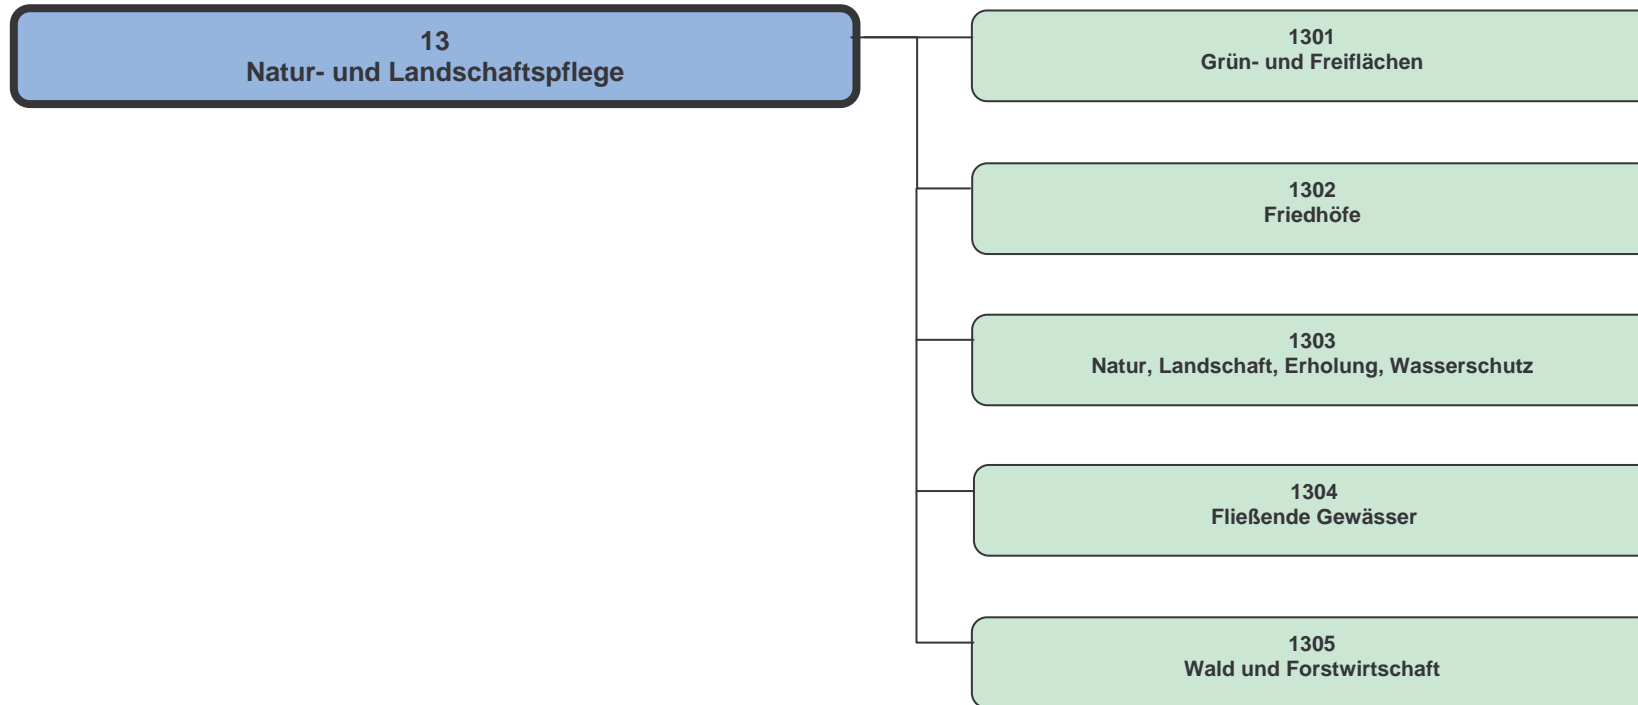 13
Natur- und Landschaftspflege
1301
Grün- und Freiflächen
1302
Friedhöfe
1303
Natur, Landschaft, Erholung, Wasserschutz
1304
Fließende Gewässer
1305
Wald und Forstwirtschaft